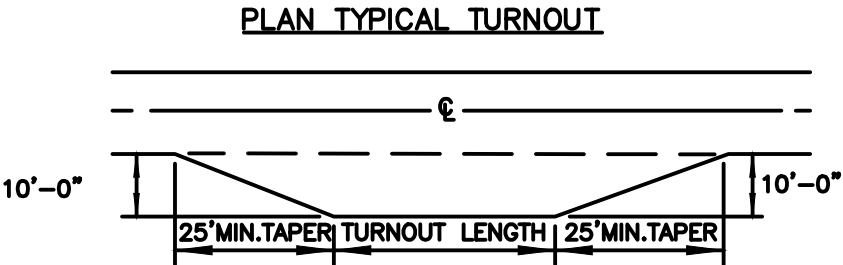 PLAN TYPICAL TURNOUT
℄
10'-0"
10'-0"
25'MIN.TAPER
TURNOUT LENGTH
25'MIN.TAPER